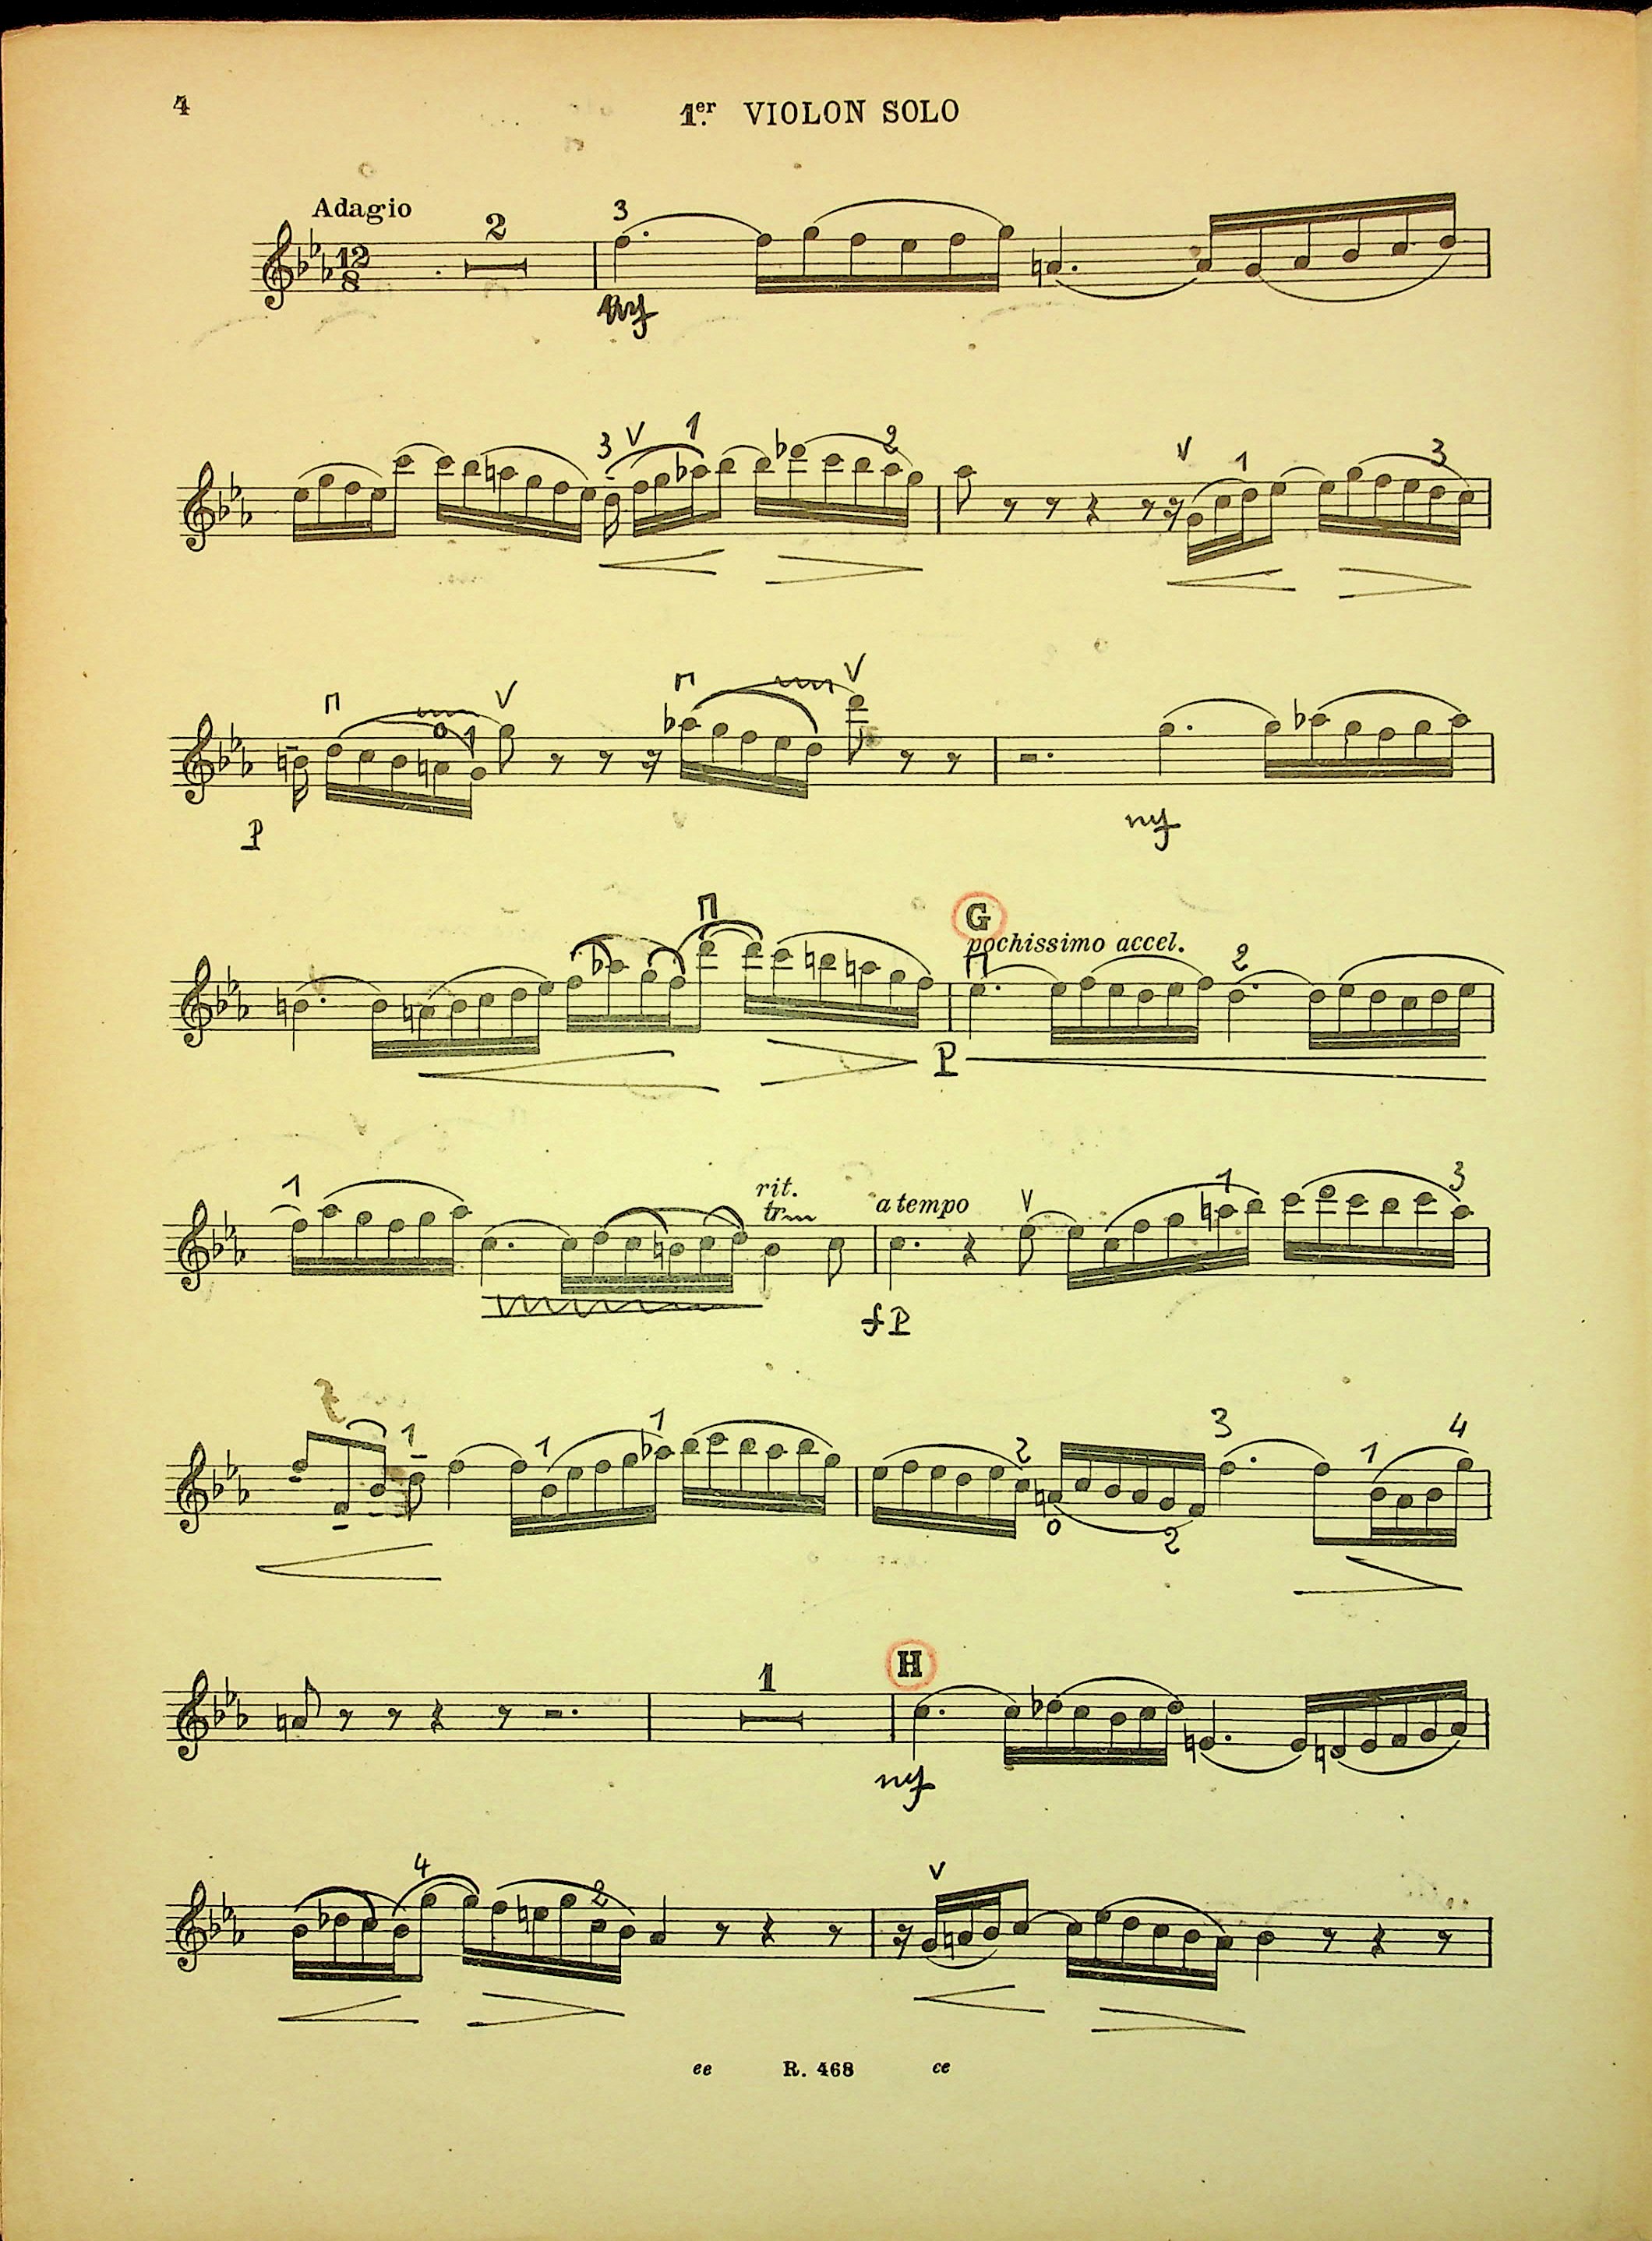 4
1er. VIOLON SOLO
Adagio
12
8
2
3
mf
3 1 2 1 3
0 1
P
mf
G
pochissimo accel.
2
P
1
rit.
tr
a tempo
1
3
fP
1 1 1 2 3 1 4
0 2
1
H
mf
4 2
ee R. 468 ce